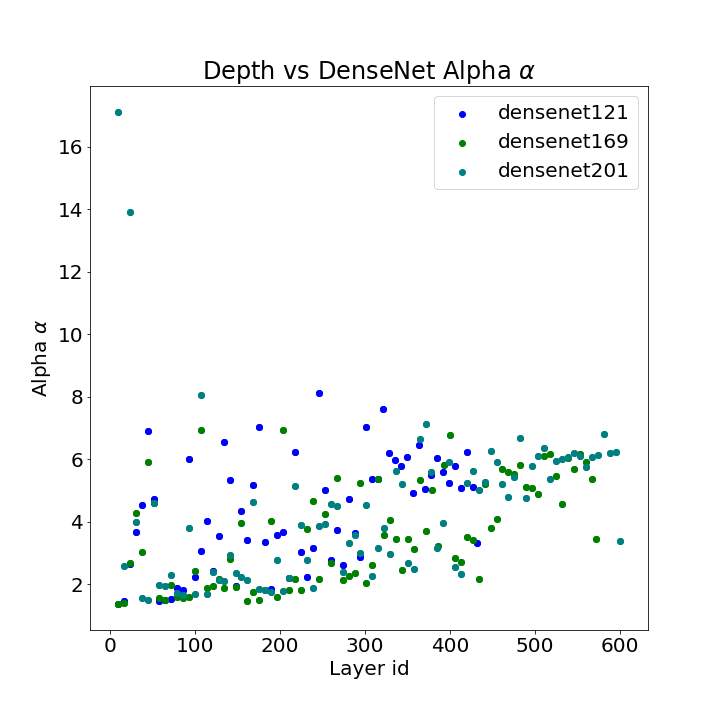 Depth vs DenseNet Alpha α
densenet121
densenet169
densenet201
Alpha α
16
14
12
10
8
6
4
2
0 100 200 300 400 500 600
Layer id